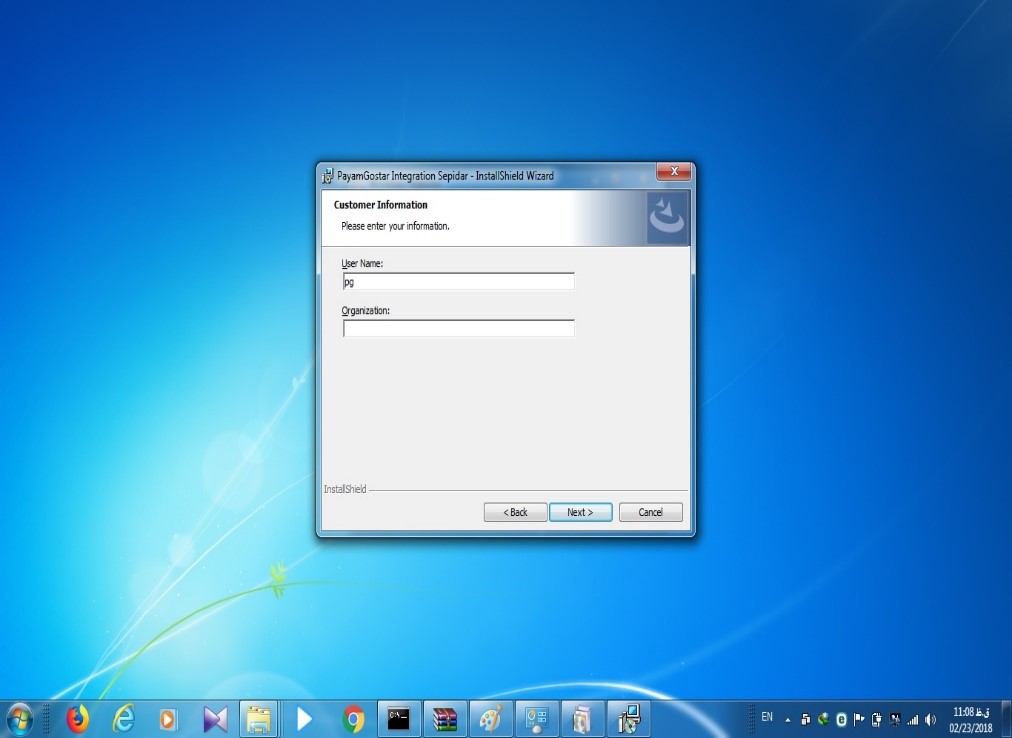 PayamGostar Integration Sepidar - InstallShield Wizard
Customer Information
Please enter your information.
User Name:
pg
Organization:
InstallShield
< Back
Next >
Cancel
EN
11:08 ق.ظ
02/23/2018